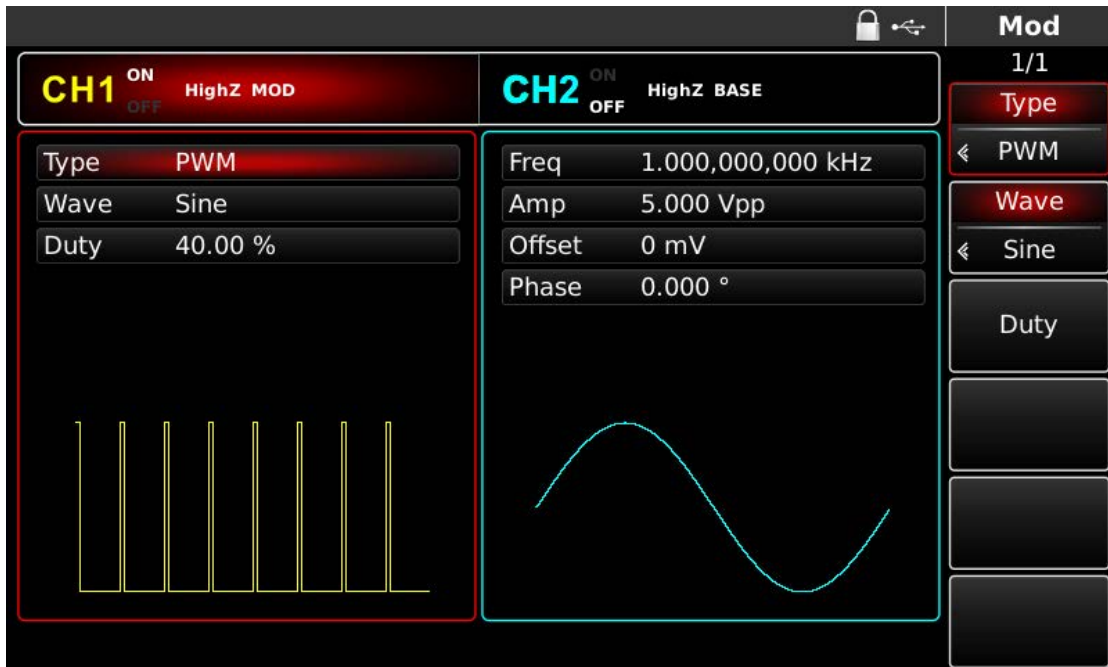 Mod
1/1
CH1 ON OFF HighZ MOD
CH2 ON OFF HighZ BASE
Type PWM
Wave Sine
Duty 40.00 %
Freq 1.000,000,000 kHz
Amp 5.000 Vpp
Offset 0 mV
Phase 0.000 °
Type
PWM
Wave
Sine
Duty